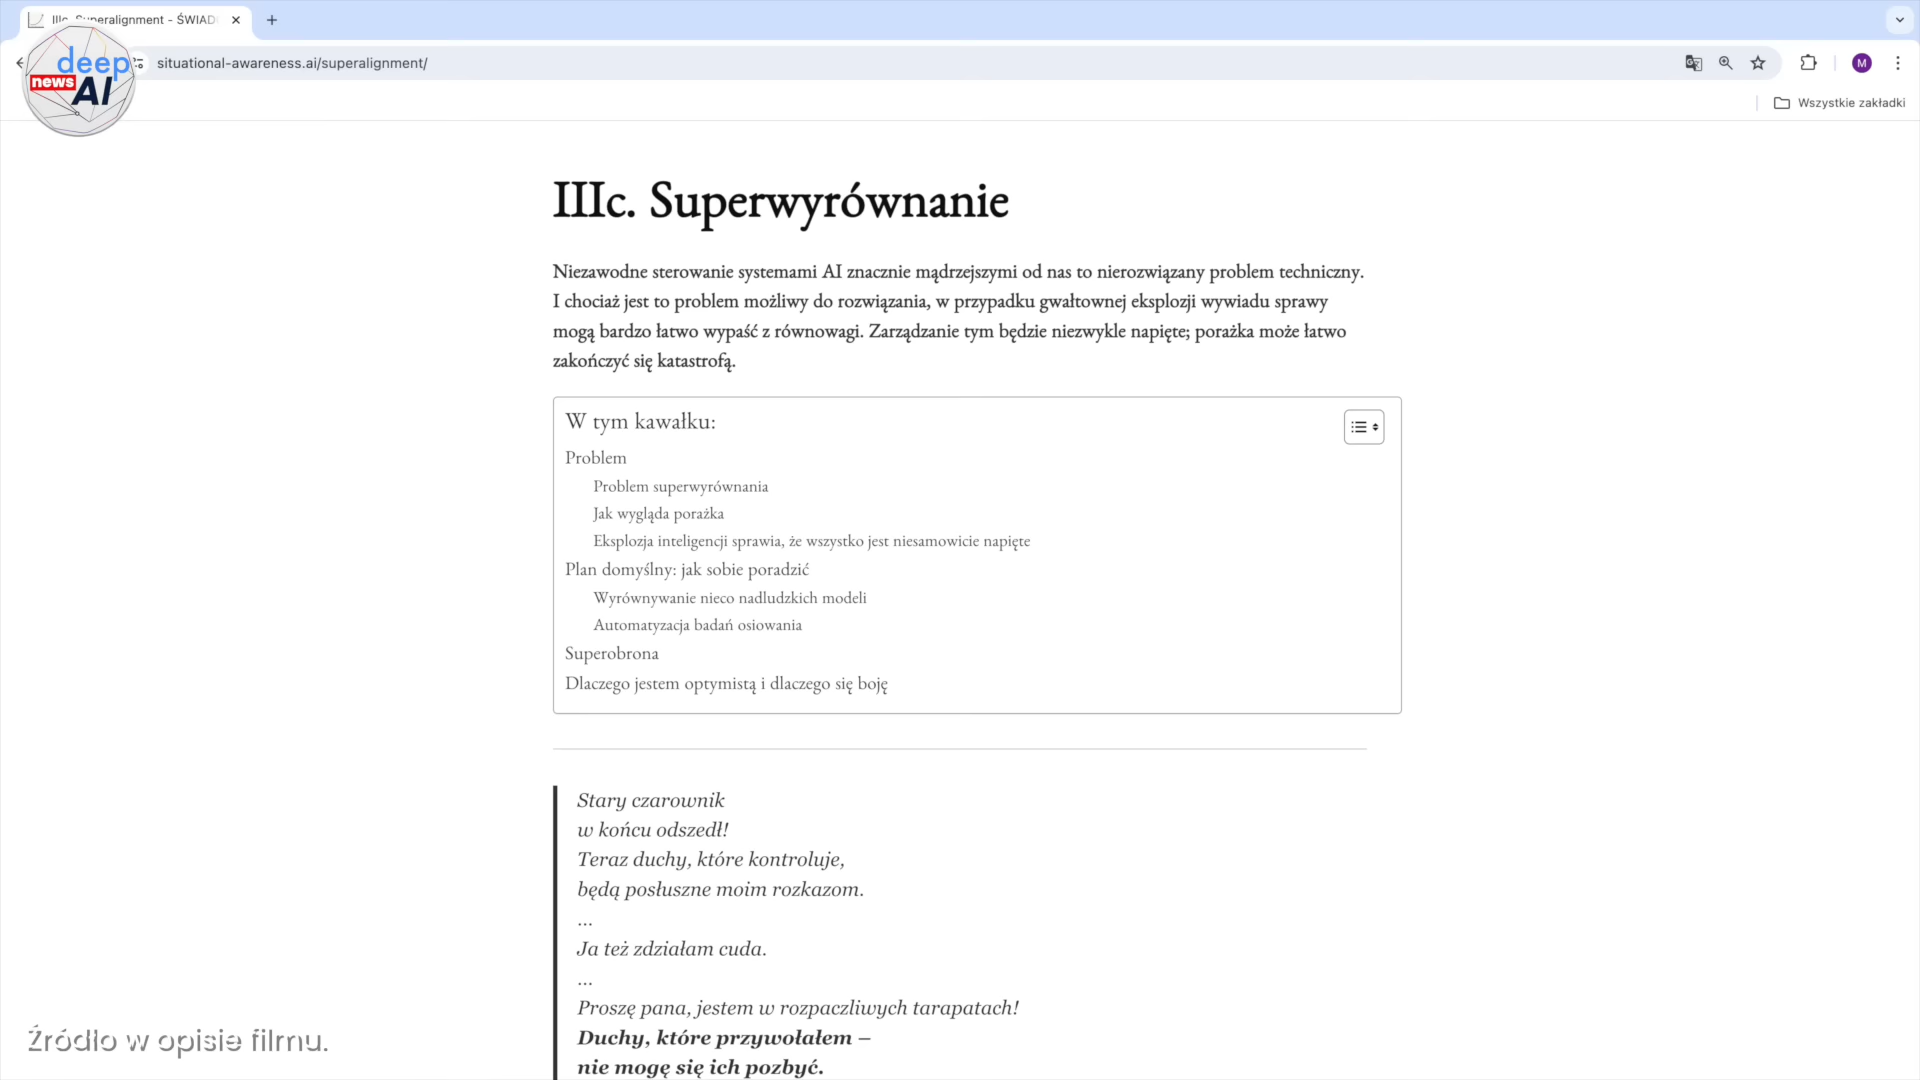 IIIc. Superalignment - ŚWIAD
situational-awareness.ai/superalignment/
M
deep
news
AI
Wszystkie zakładki
IIIc. Superwyrównanie
Niezawodne sterowanie systemami AI znacznie mądrzejszymi od nas to nierozwiązany problem techniczny.
I chociaż jest to problem możliwy do rozwiązania, w przypadku gwałtownej eksplozji wywiadu sprawy
mogą bardzo łatwo wypaść z równowagi. Zarządzanie tym będzie niezwykle napięte; porażka może łatwo
zakończyć się katastrofą.
W tym kawałku:
Problem
Problem superwyrównania
Jak wygląda porażka
Eksplozja inteligencji sprawia, że wszystko jest niesamowicie napięte
Plan domyślny: jak sobie poradzić
Wyrównywanie nieco nadludzkich modeli
Automatyzacja badań osiowania
Superobrona
Dlaczego jestem optymistą i dlaczego się boję
Stary czarownik
w końcu odszedł!
Teraz duchy, które kontroluje,
będą posłuszne moim rozkazom.
...
Ja też zdziałam cuda.
...
Proszę pana, jestem w rozpaczliwych tarapatach!
Duchy, które przywołałem –
nie mogę się ich pozbyć.
Źródło w opisie filmu.